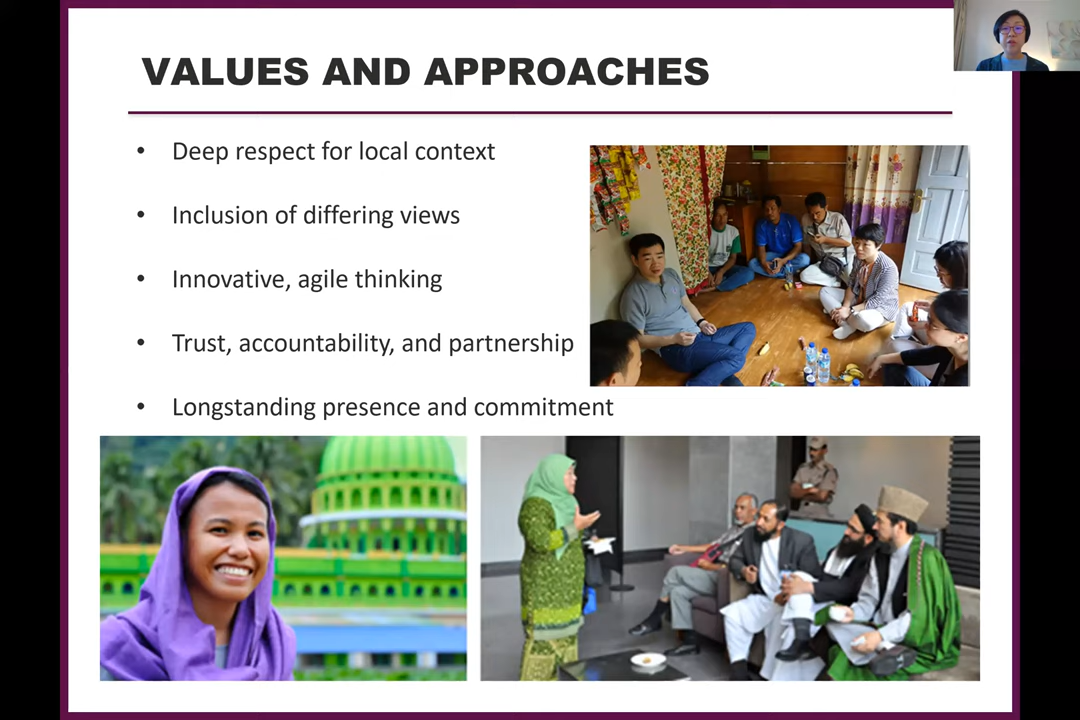 VALUES AND APPROACHES
• Deep respect for local context
• Inclusion of differing views
• Innovative, agile thinking
Trust, accountability, and partnership
• Longstanding presence and commitment